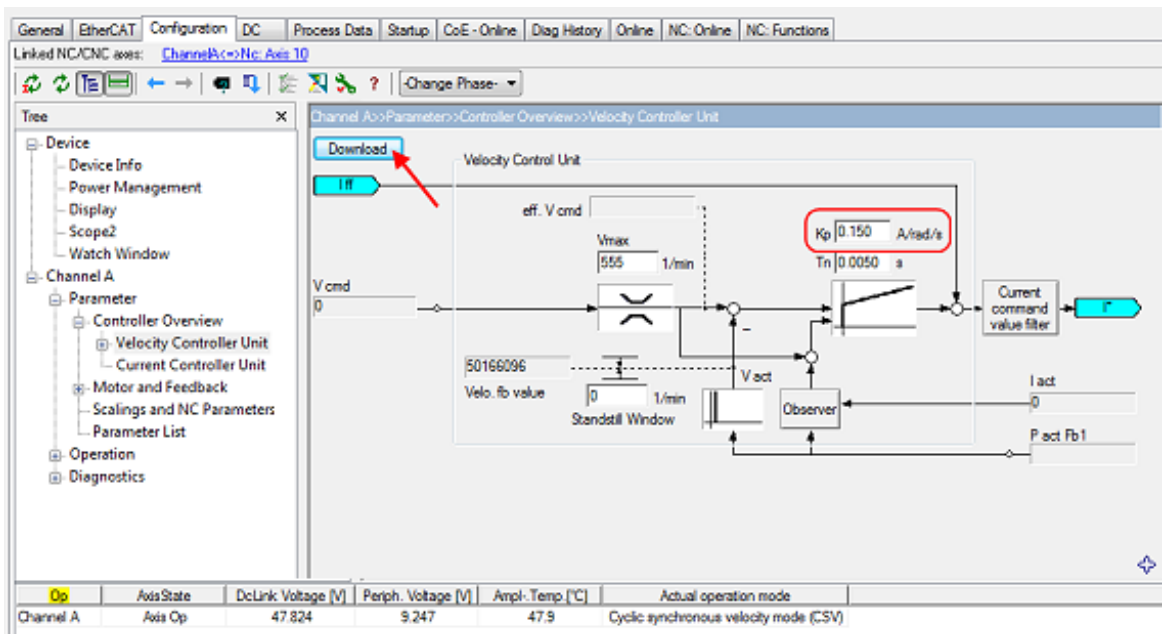 General EtherCAT Configuration DC Process Data Startup CoE - Online Diag History Online NC: Online NC: Functions
Linked NC/CNC axes: ChannelA<=>Nc: Axis 10
? -Change Phase-
Tree x
Channel A>>Parameter>>Controller Overview>>Velocity Controller Unit
Device
Device Info
Power Management
Display
Scope2
Watch Window
Channel A
Parameter
Controller Overview
Velocity Controller Unit
Current Controller Unit
Motor and Feedback
Scalings and NC Parameters
Parameter List
Operation
Diagnostics
Download
Velocity Control Unit
I ff
eff. V cmd
Kp 0.150 A/rad/s
Vmax
555 1/min
Tn 0.0050 s
V cmd
0
Current
command
value filter
50166096
Velo. fb value
0 1/min
Standstill Window
V act
Observer
I act
0
P act Fb1
Op AxisState DcLink Voltage [V] Periph. Voltage [V] Ampl-.Temp.[°C] Actual operation mode
Channel A Axis Op 47.824 9.247 47.9 Cyclic synchronous velocity mode (CSV)